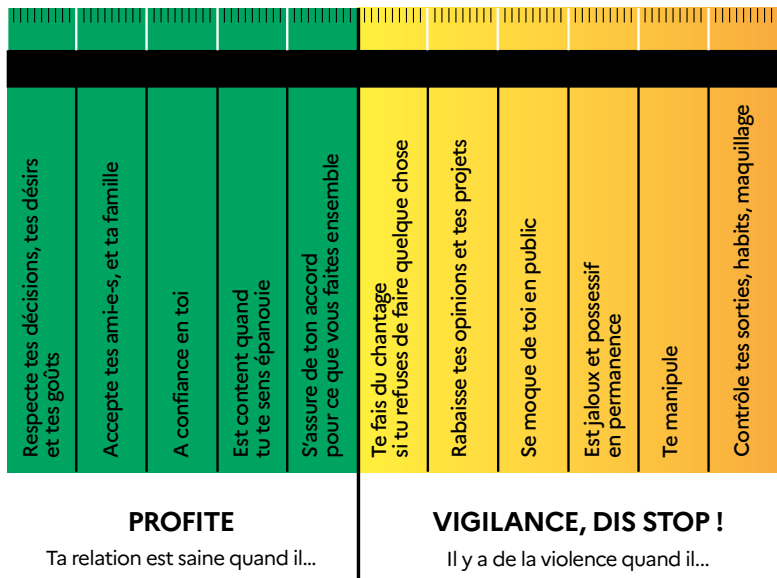 Respecte tes décisions, tes désirs
et tes goûts
Accepte tes ami-e-s, et ta famille
A confiance en toi
Est content quand
tu te sens épanouie
S'assure de ton accord
pour ce que vous faites ensemble
Te fais du chantage
si tu refuses de faire quelque chose
Rabaisse tes opinions et tes projets
Se moque de toi en public
Est jaloux et possessif
en permanence
Te manipule
Contrôle tes sorties, habits, maquillage
PROFITE
Ta relation est saine quand il...
VIGILANCE, DIS STOP !
Il y a de la violence quand il...